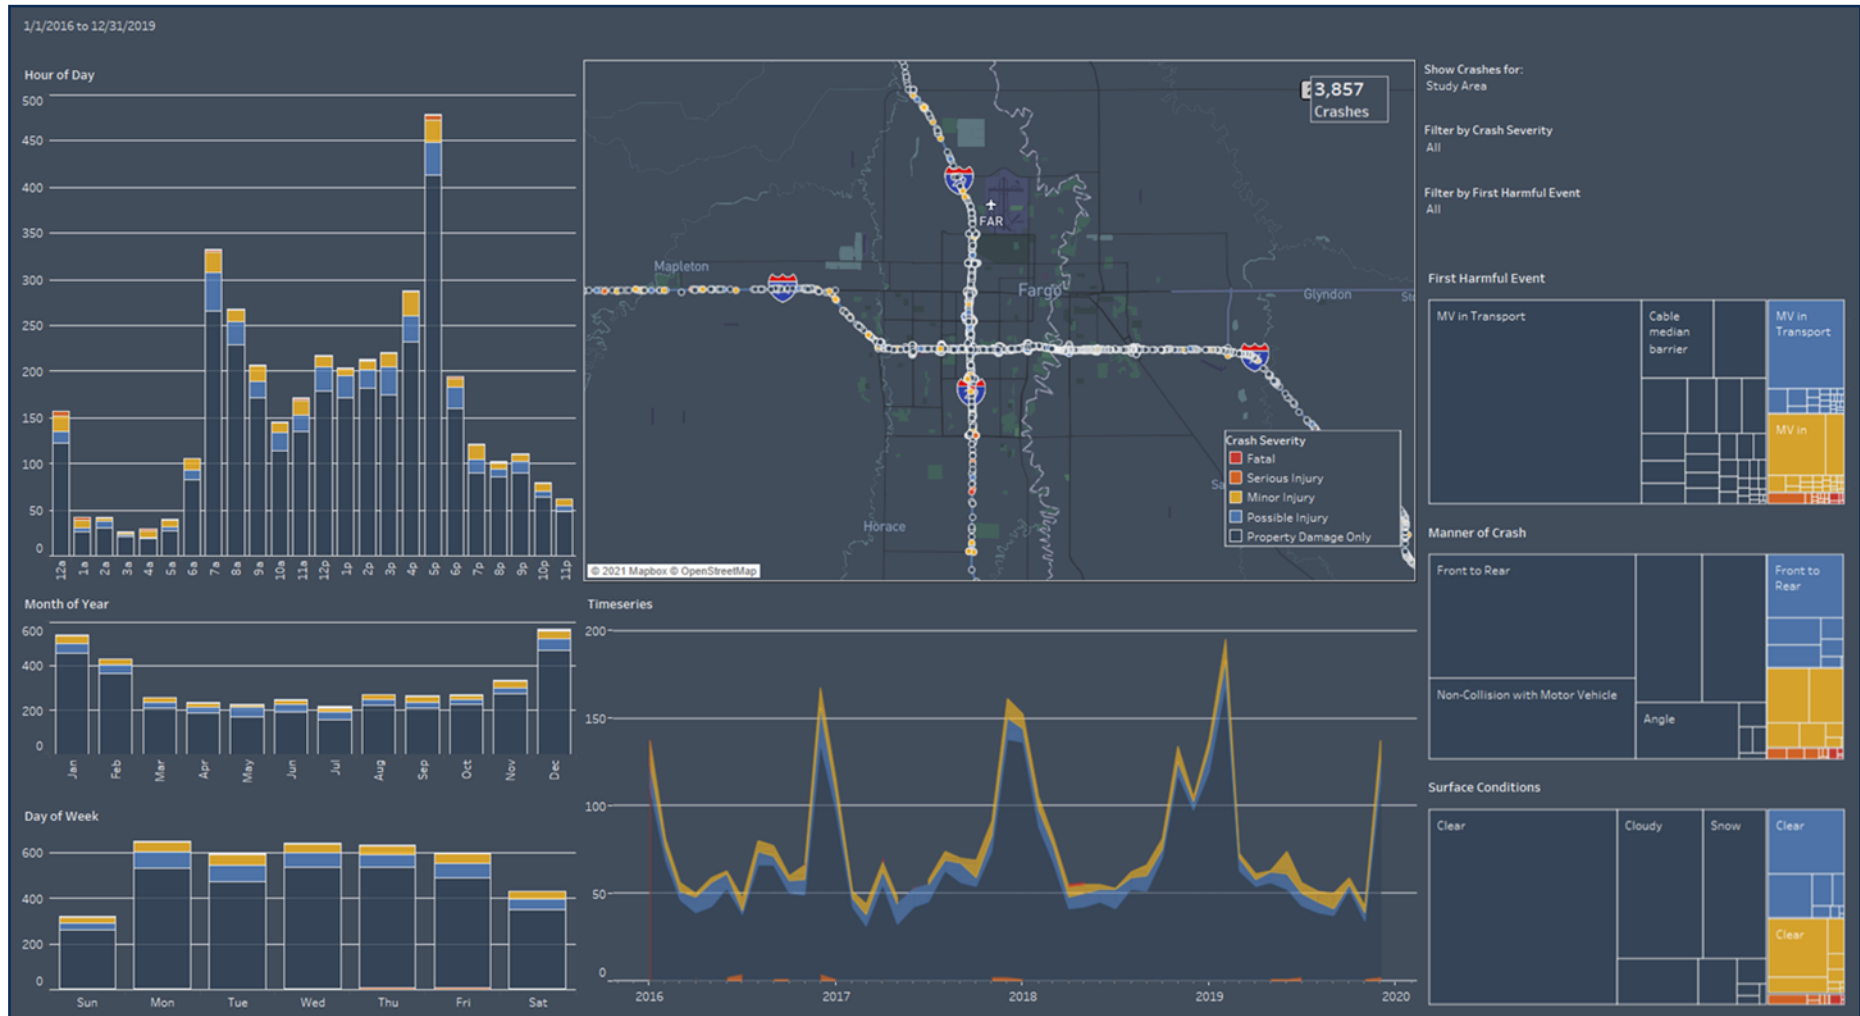 1/1/2016 to 12/31/2019
Hour of Day
500
450
400
350
300
250
200
150
100
50
0
12a
1a
2a
3a
4a
5a
6a
7a
8a
9a
10a
11a
12p
1p
2p
3p
4p
5p
6p
7p
8p
9p
10p
11p
Month of Year
600
400
200
0
Jan
Feb
Mar
Apr
May
Jun
Jul
Aug
Sep
Oct
Nov
Dec
Day of Week
600
400
200
0
Sun
Mon
Tue
Wed
Thu
Fri
Sat
3,857
Crashes
FAR
Mapleton
Fargo
Glyndon
Horace
Crash Severity
Fatal
Serious Injury
Minor Injury
Possible Injury
Property Damage Only
© 2021 Mapbox © OpenStreetMap
Timeseries
200
150
100
50
0
2016
2017
2018
2019
2020
Show Crashes for:
Study Area
Filter by Crash Severity
All
Filter by First Harmful Event
All
First Harmful Event
MV in Transport
Cable
median
barrier
MV in
Transport
MV in
Manner of Crash
Front to Rear
Non-Collision with Motor Vehicle
Angle
Front to
Rear
Surface Conditions
Clear
Cloudy
Snow
Clear
Clear